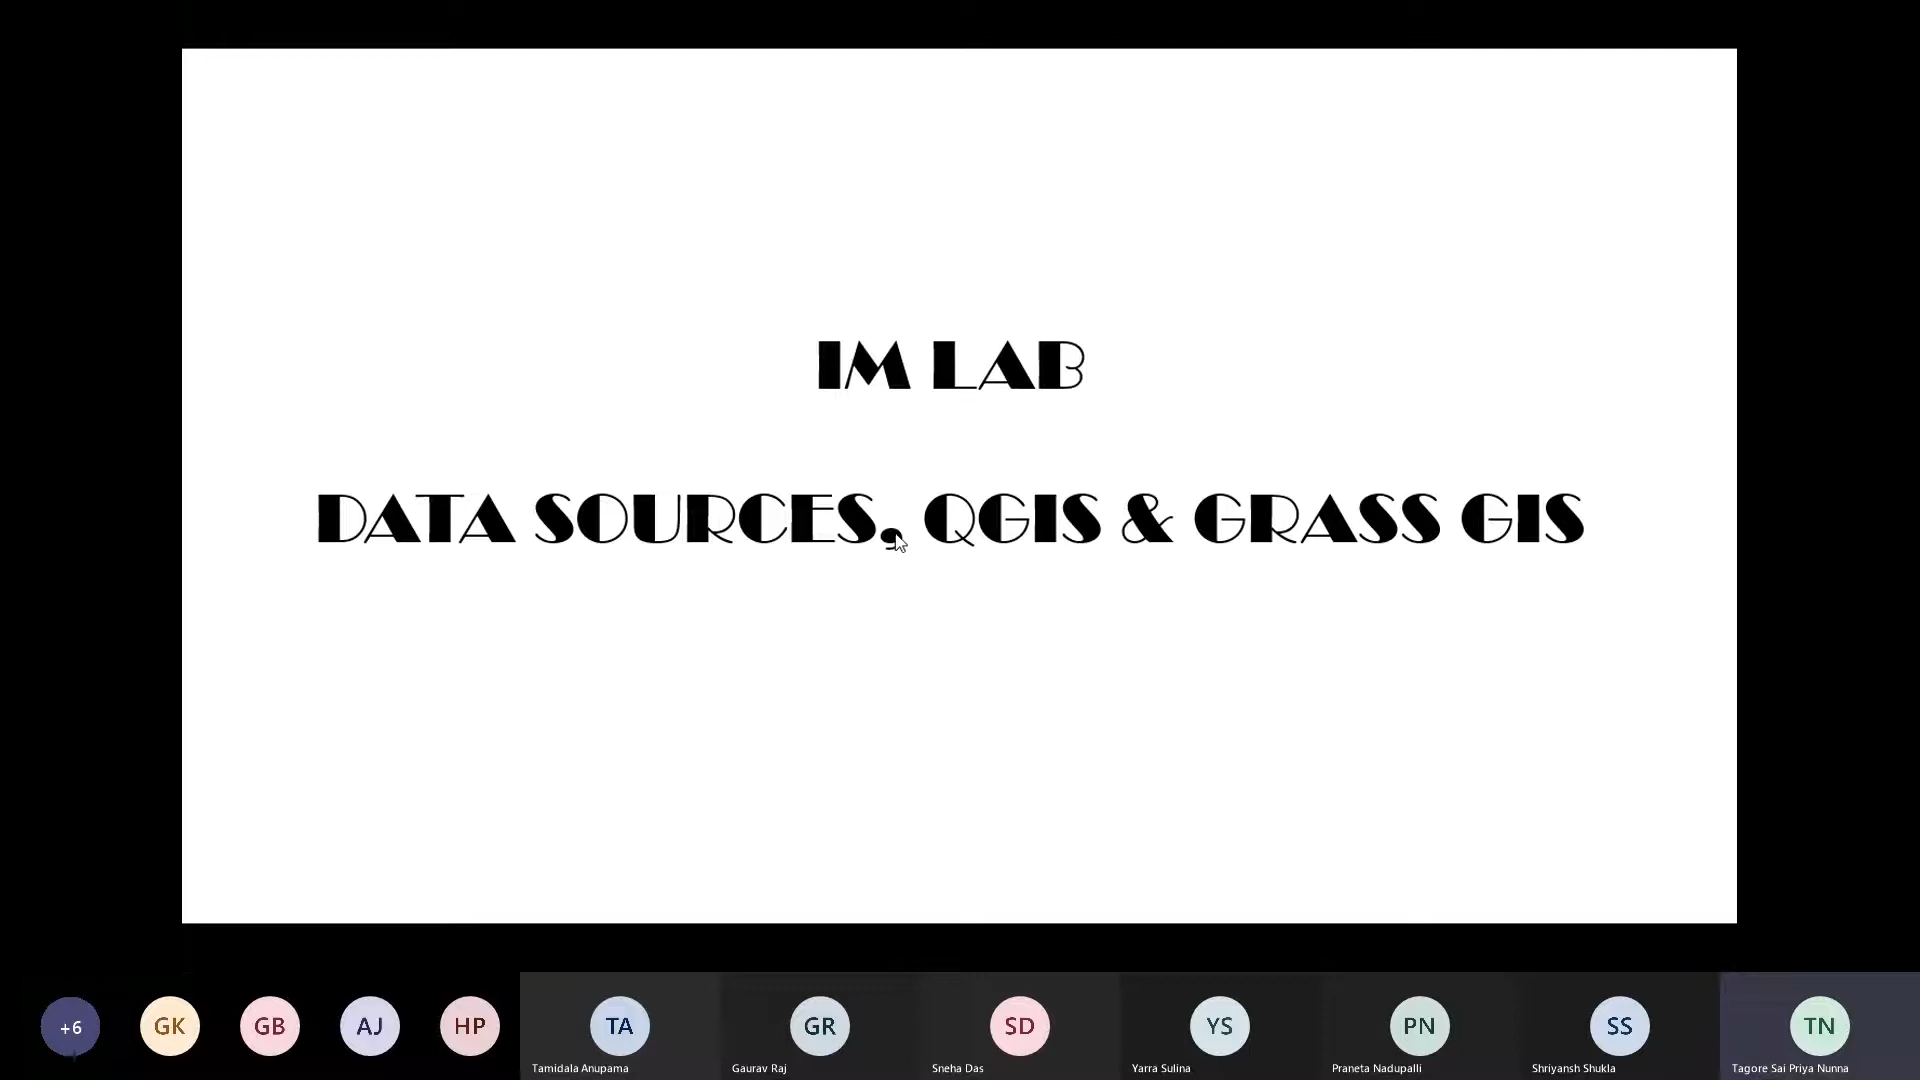 IM LAB
DATA SOURCES, QGIS & GRASS GIS
+6
GK
GB
AJ
HP
TA
GR
SD
YS
PN
SS
TN
Tamidala Anupama
Gaurav Raj
Sneha Das
Yarra Sulina
Praneta Nadupalli
Shriyansh Shukla
Tagore Sai Priya Nunna